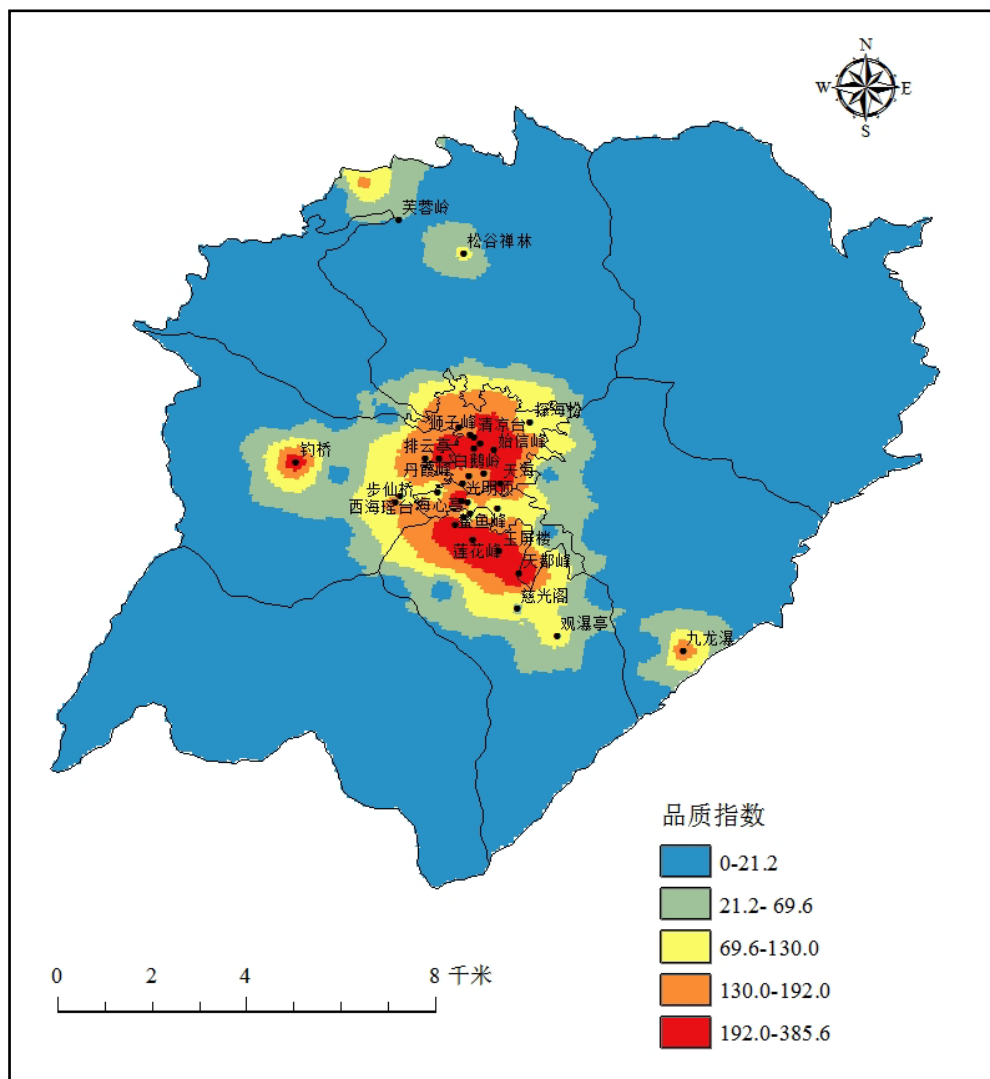 N
W E
S
芙蓉岭
松谷禅林
探海松
狮子峰 清凉台
始信峰
排云亭
白鹅岭
钓桥
丹霞峰 天海
步仙桥 光明顶
西海瑶台 海心亭
鳌鱼峰
玉屏楼
莲花峰
天都峰
慈光阁
观瀑亭
九龙瀑
品质指数
0-21.2
21.2- 69.6
69.6-130.0
130.0-192.0
192.0-385.6
0 2 4 8 千米